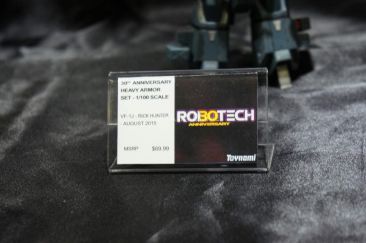 30TH ANNIVERSARY
HEAVY ARMOR
SET - 1/100 SCALE
VF-1J - RICK HUNTER
- AUGUST 2015
MSRP $69.99
ROBOTECH
ANNIVERSARY
Toynami